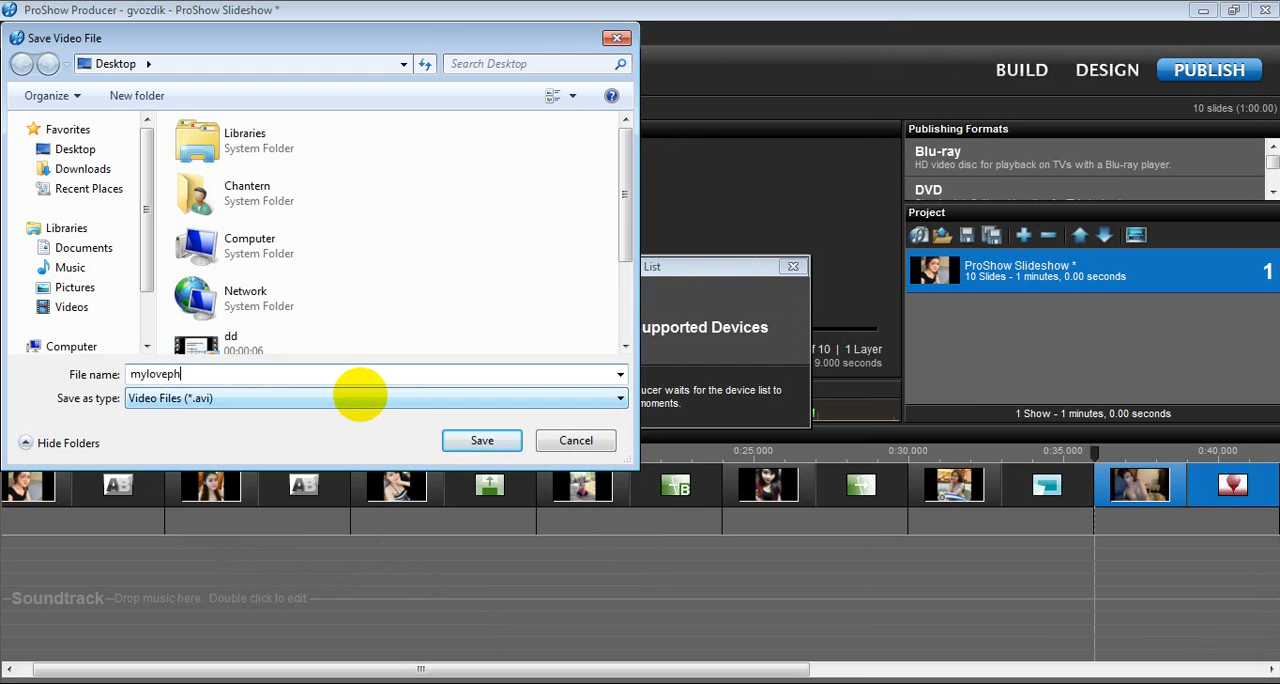 ProShow Producer - gvozdik - ProShow Slideshow *
Save Video File
Desktop
Search Desktop
Organize
New folder
Favorites
Desktop
Downloads
Recent Places
Libraries
Documents
Music
Pictures
Videos
Computer
Libraries
System Folder
Chantern
Computer
System Folder
Network
System Folder
dd
00:00:06
File name: myloveph
Save as type: Video Files (*.avi)
Hide Folders
Save
Cancel
BUILD
DESIGN
PUBLISH
10 slides (1:00.00)
Publishing Formats
Blu-ray
HD video disc for playback on TVs with a Blu-ray player.
DVD
Project
ProShow Slideshow *
10 Slides - 1 minutes, 0.00 seconds
1
List
upported Devices
ucer waits for the device list to
moments.
f 10 | 1 Layer
9.000 seconds
1 Show - 1 minutes, 0.00 seconds
0:25.000
0:30.000
0:35.000
0:40.000
AB
AB
B
Soundtrack
Drop music here. Double click to edit.